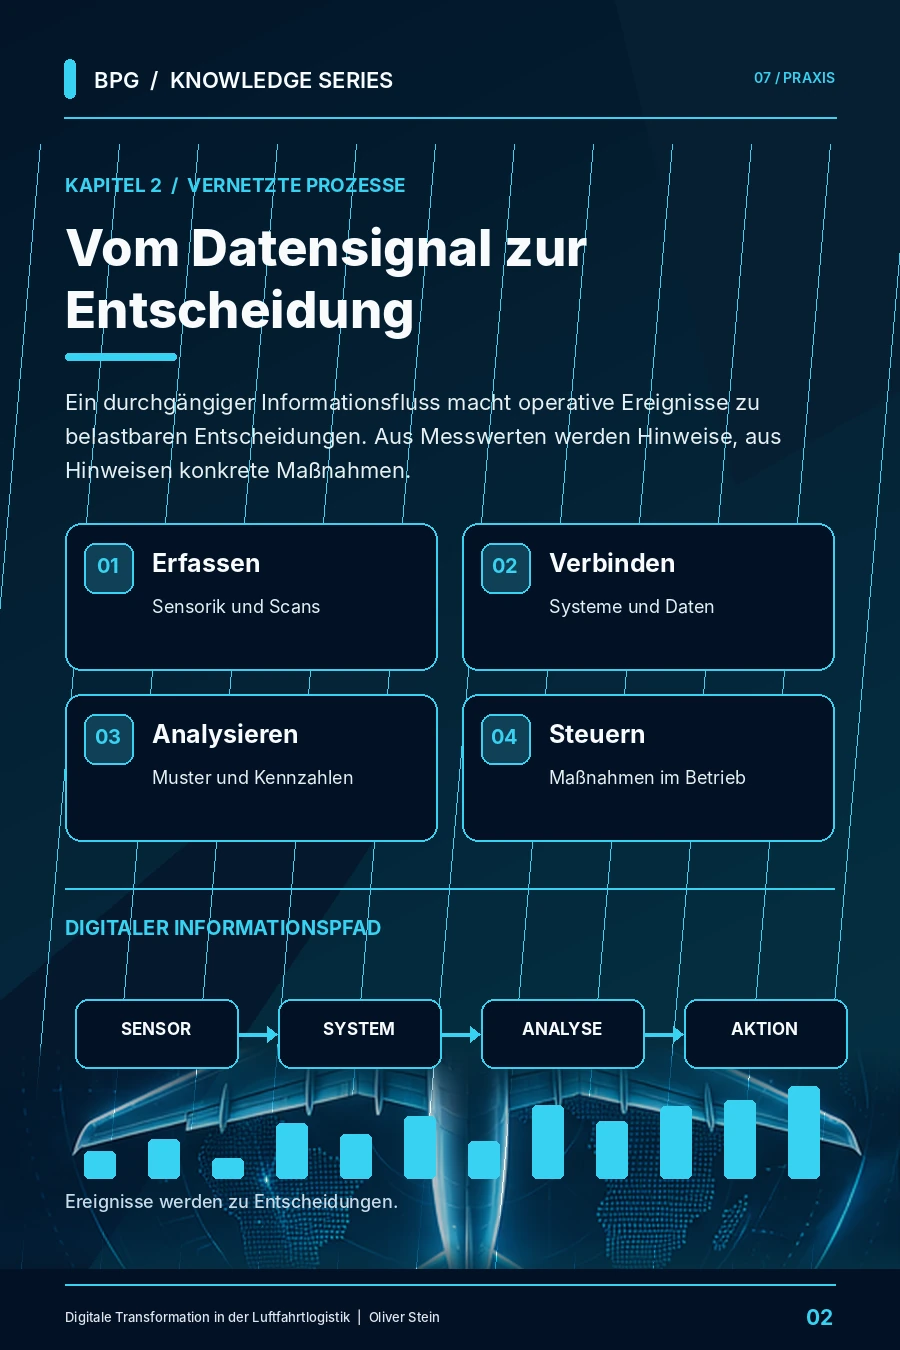 BPG / KNOWLEDGE SERIES
07 / PRAXIS
KAPITEL 2 / VERNETZTE PROZESSE
Vom Datensignal zur
Entscheidung
Ein durchgängiger Informationsfluss macht operative Ereignisse zu
belastbaren Entscheidungen. Aus Messwerten werden Hinweise, aus
Hinweisen konkrete Maßnahmen.
01 Erfassen
Sensorik und Scans
02 Verbinden
Systeme und Daten
03 Analysieren
Muster und Kennzahlen
04 Steuern
Maßnahmen im Betrieb
DIGITALER INFORMATIONSPFAD
SENSOR
SYSTEM
ANALYSE
AKTION
Ereignisse werden zu Entscheidungen.
Digitale Transformation in der Luftfahrtlogistik | Oliver Stein
02